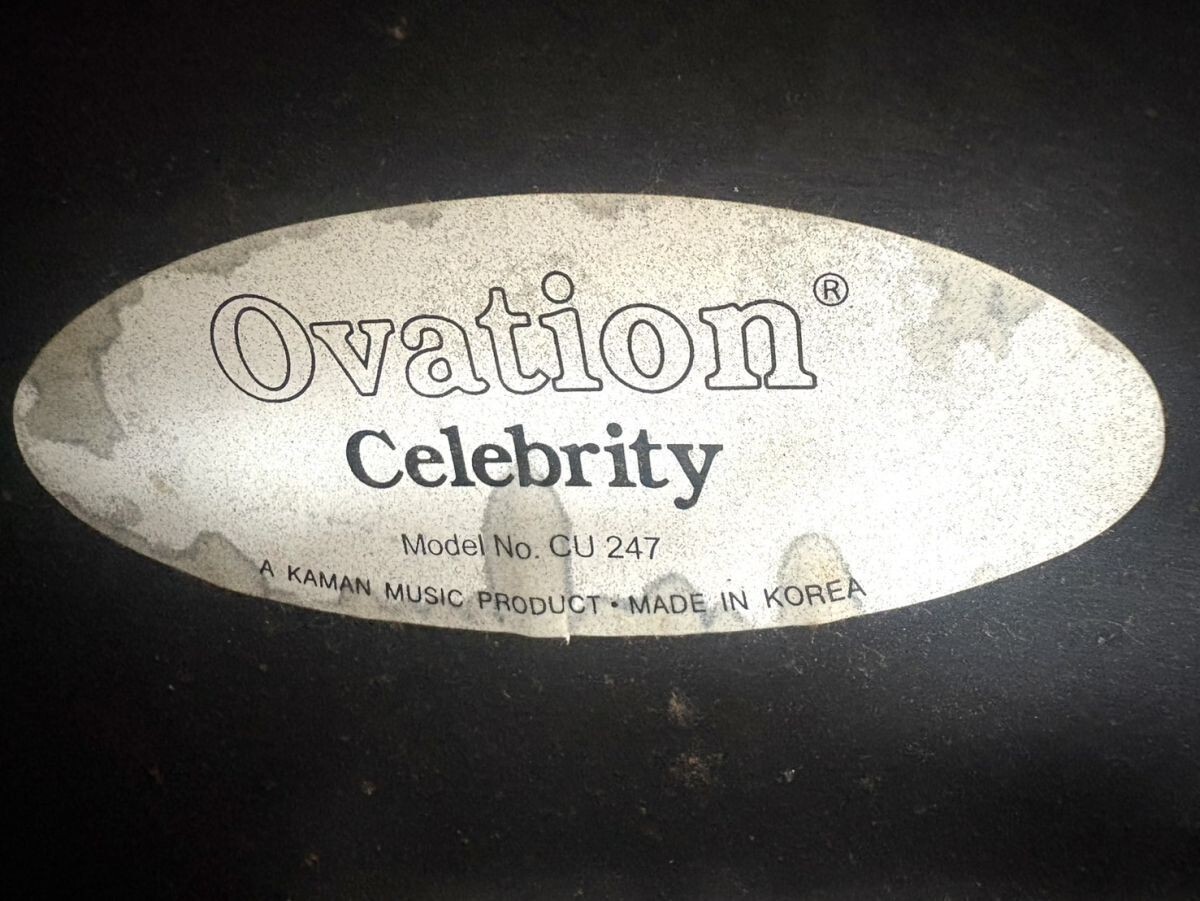 Ovation®
Celebrity
Model No. CU 247
A KAMAN MUSIC PRODUCT • MADE IN KOREA